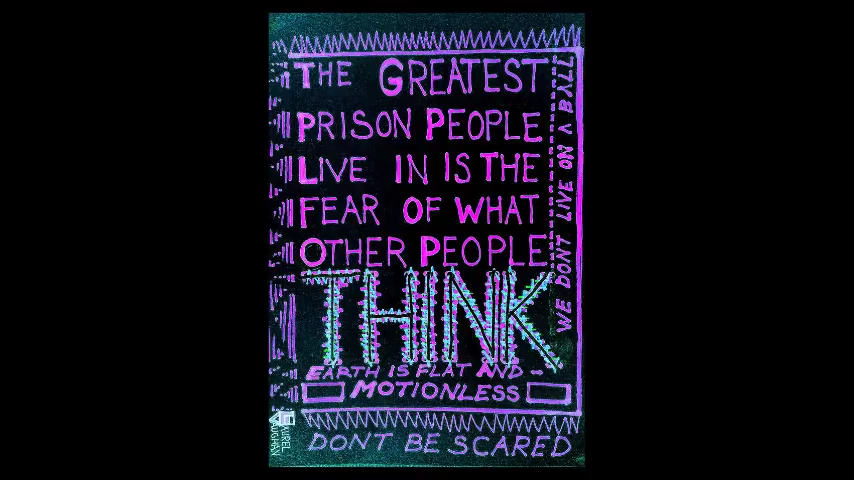 THE GREATEST
PRISON PEOPLE
LIVE IN IS THE
FEAR OF WHAT
OTHER PEOPLE
THINK
EARTH IS FLAT AND -
MOTIONLESS
DONT BE SCARED
WE DONT LIVE ON A BALL